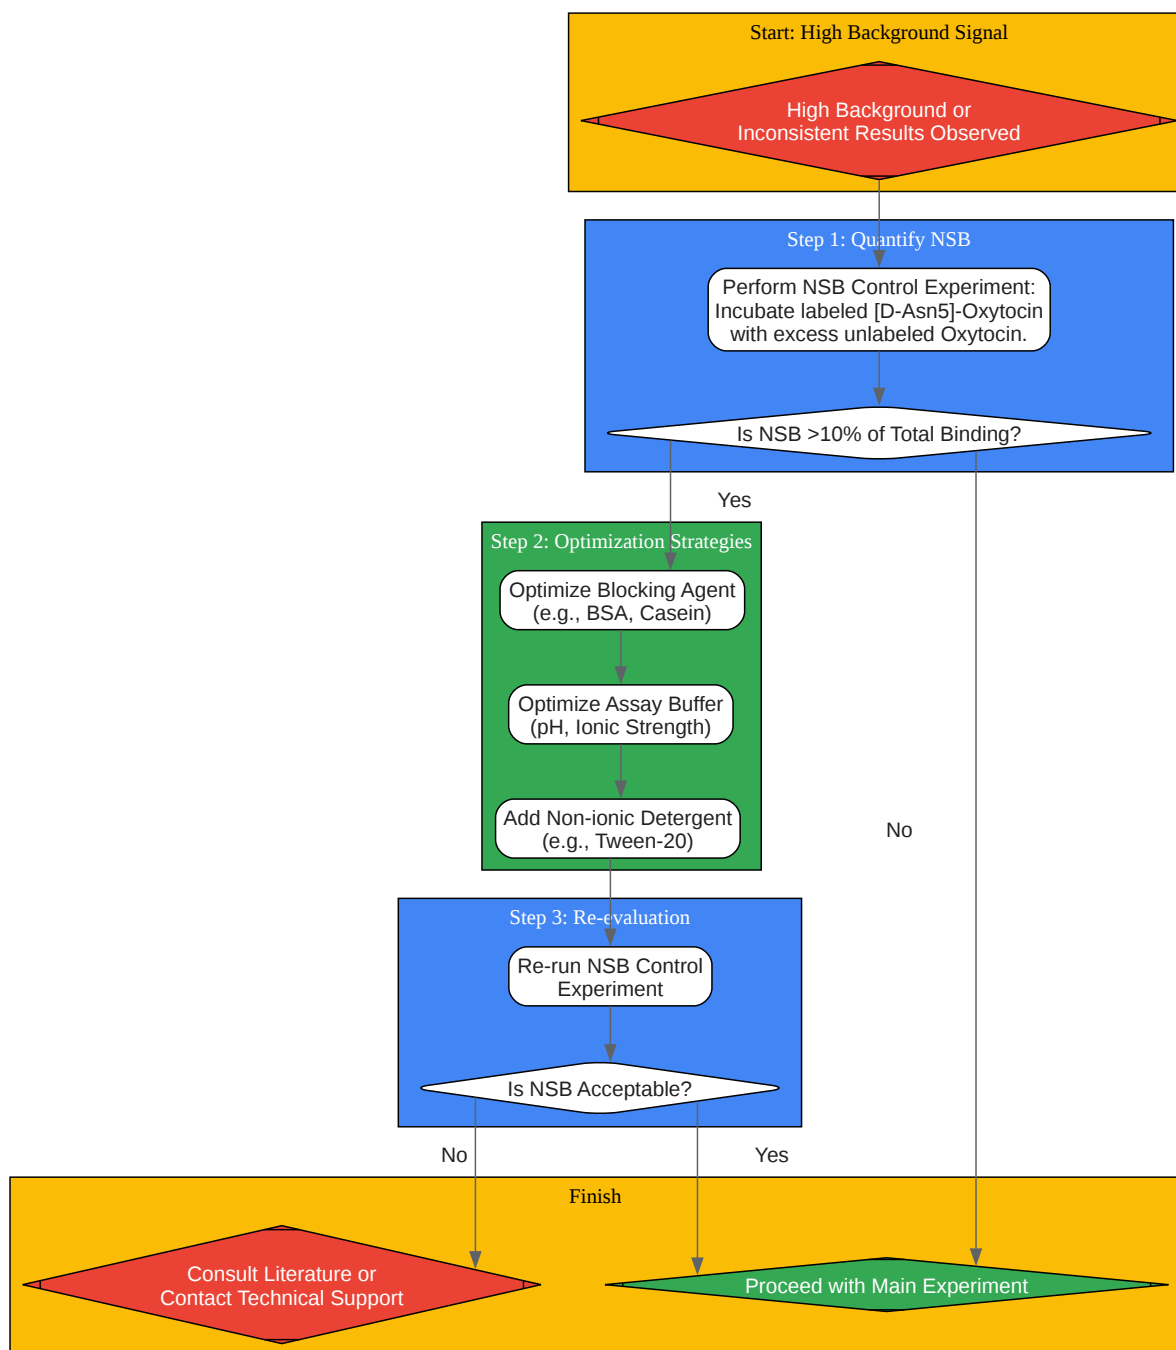 Start: High Background Signal
High Background or
Inconsistent Results Observed
Step 1: Quantify NSB
Perform NSB Control Experiment:
Incubate labeled [D-Asn5]-Oxytocin
with excess unlabeled Oxytocin.
Is NSB >10% of Total Binding?
Yes
Step 2: Optimization Strategies
Optimize Blocking Agent
(e.g., BSA, Casein)
Optimize Assay Buffer
(pH, Ionic Strength)
Add Non-ionic Detergent
(e.g., Tween-20)
No
Step 3: Re-evaluation
Re-run NSB Control
Experiment
Is NSB Acceptable?
No
Yes
Finish
Consult Literature or
Contact Technical Support
Proceed with Main Experiment